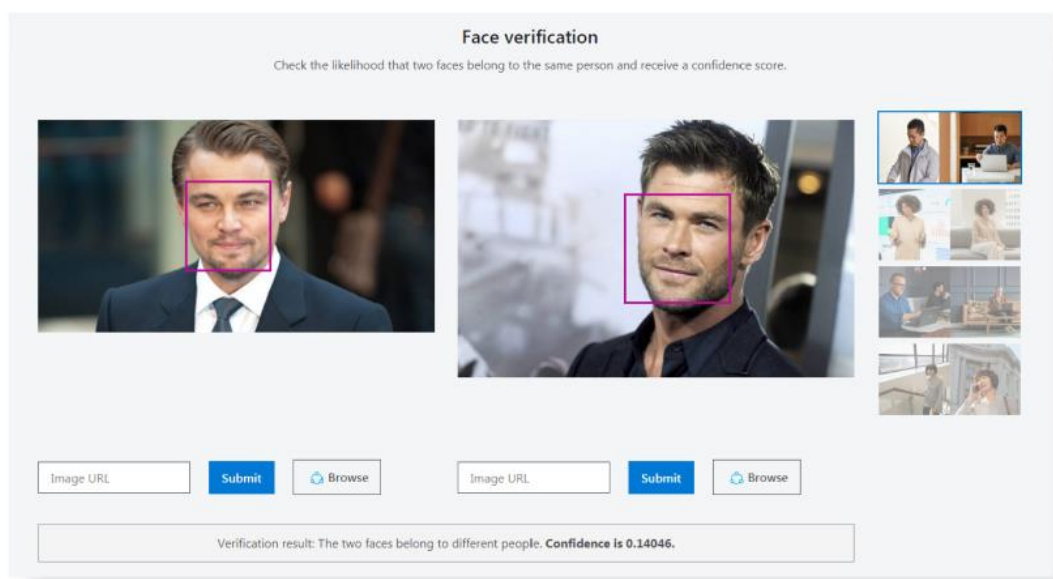 Face verification
Check the likelihood that two faces belong to the same person and receive a confidence score.
Image URL
Submit
Browse
Image URL
Submit
Browse
Verification result: The two faces belong to different people. Confidence is 0.14046.